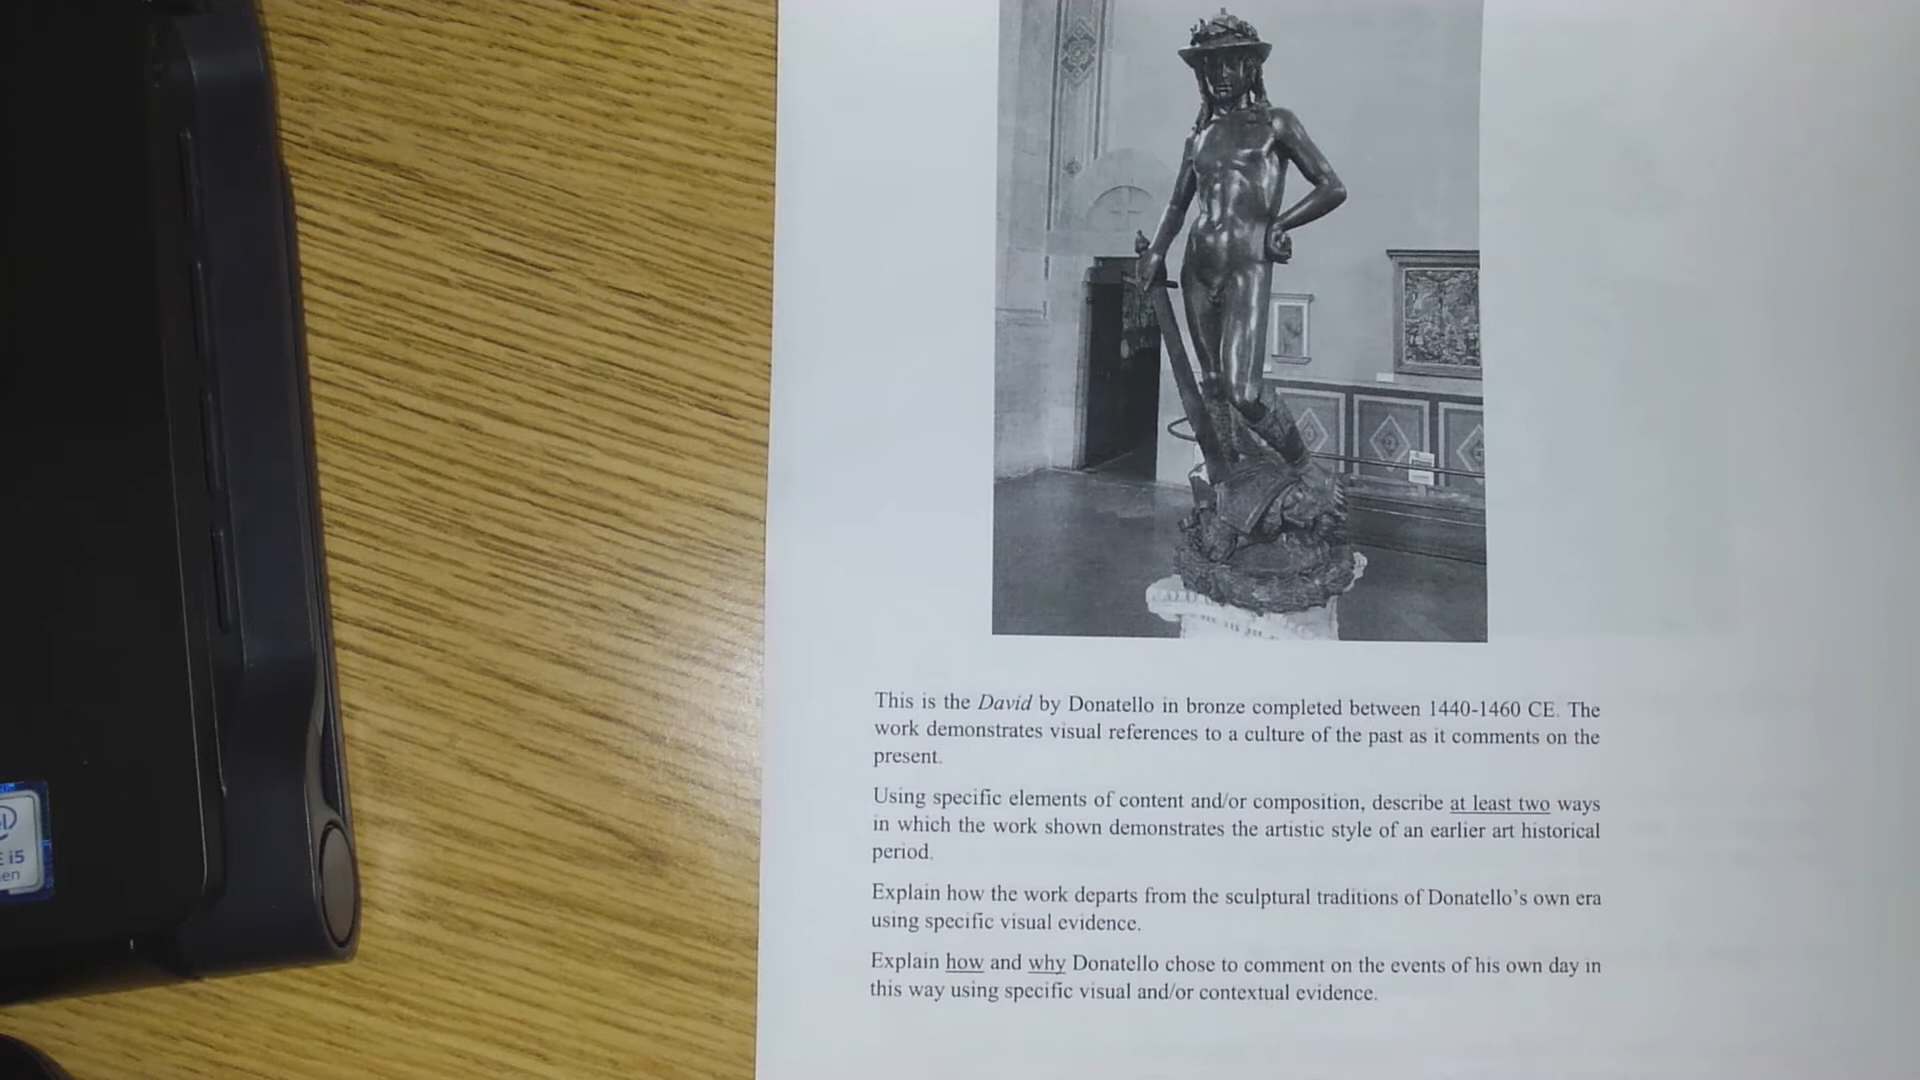 This is the David by Donatello in bronze completed between 1440-1460 CE. The
work demonstrates visual references to a culture of the past as it comments on the
present.
Using specific elements of content and/or composition, describe at least two ways
in which the work shown demonstrates the artistic style of an earlier art historical
period.
Explain how the work departs from the sculptural traditions of Donatello's own era
using specific visual evidence.
Explain how and why Donatello chose to comment on the events of his own day in
this way using specific visual and/or contextual evidence.
i5